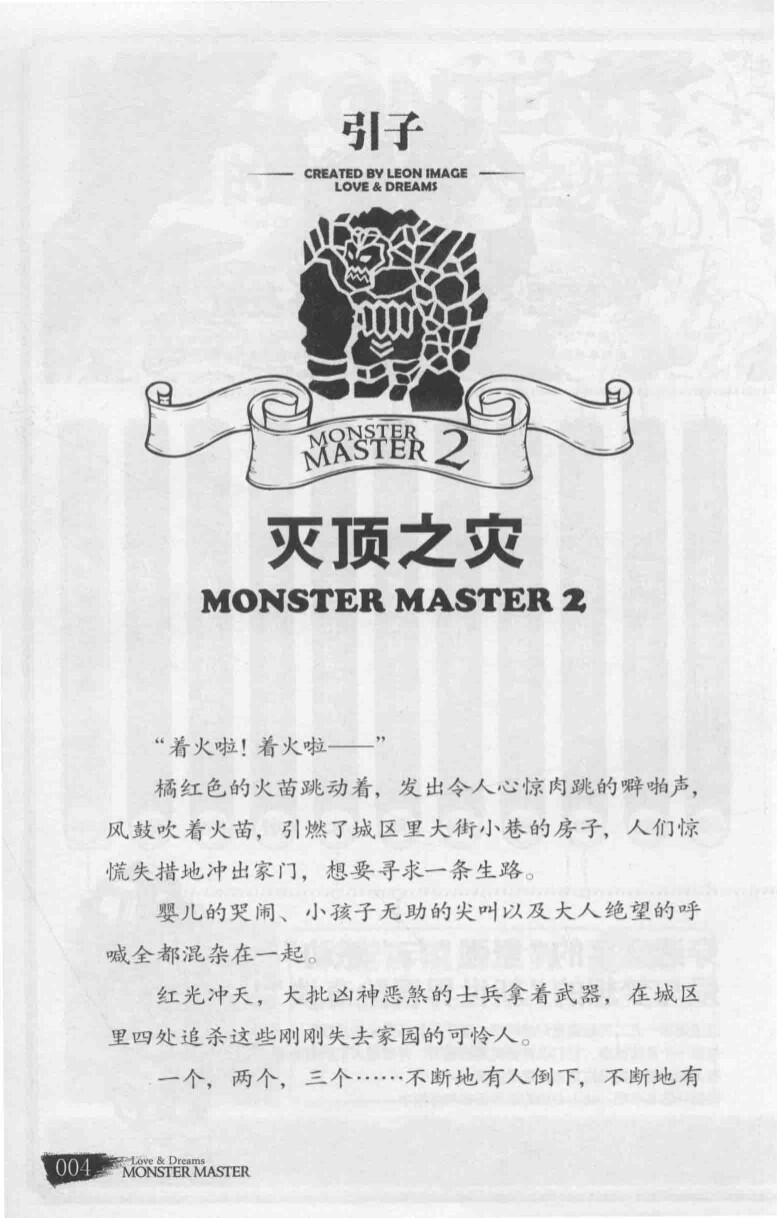 引子
CREATED BY LEON IMAGE
LOVE & DREAMS
MONSTER
MASTER 2
灭顶之灾
MONSTER MASTER 2
“着火啦！着火啦——”
橘红色的火苗跳动着，发出令人心惊肉跳的噼啪声，
风鼓吹着火苗，引燃了城区里大街小巷的房子，人们惊
慌失措地冲出家门，想要寻求一条生路。
婴儿的哭闹、小孩子无助的尖叫以及大人绝望的呼
喊全都混杂在一起。
红光冲天，大批凶神恶煞的士兵拿着武器，在城区
里四处追杀这些刚刚失去家园的可怜人。
一个，两个，三个……不断地有人倒下，不断地有
004
Love & Dreams
MONSTER MASTER